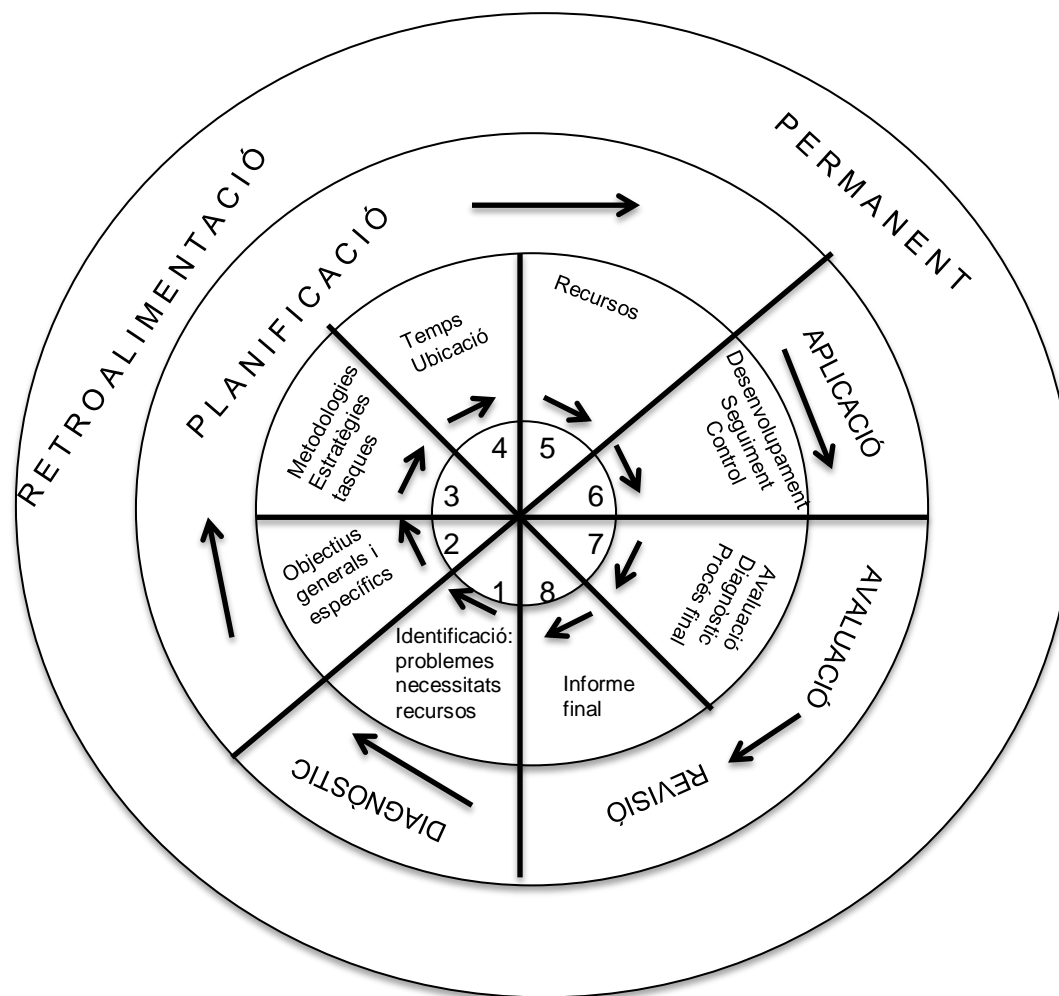 RETROALIMENTACIÓ
PERMANENT
PLANIFICACIÓ
APLICACIÓ
AVALUACIÓ
REVISIÓ
DIAGNÒSTIC
1
Identificació:
problemes
necessitats
recursos
2
Objectius
generals i
específics
3
Metodologies
Estratègies
tasques
4
Temps
Ubicació
5
Recursos
6
Desenvolupament
Seguiment
Control
7
Avaluació
Diagnòstic
Procés final
8
Informe
final